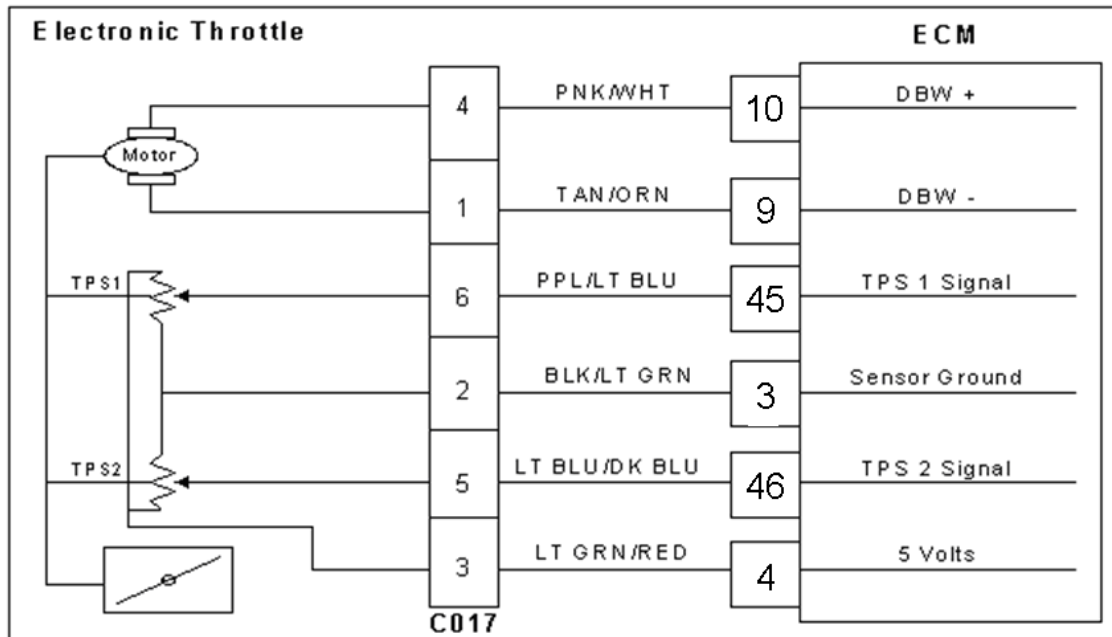 Electronic Throttle
ECM
4
PNK/WHT
10
DBW +
Motor
1
TAN/ORN
9
DBW -
TPS1
6
PPL/LT BLU
45
TPS 1 Signal
2
BLK/LT GRN
3
Sensor Ground
TPS2
5
LT BLU/DK BLU
46
TPS 2 Signal
3
LT GRN/RED
4
5 Volts
C017